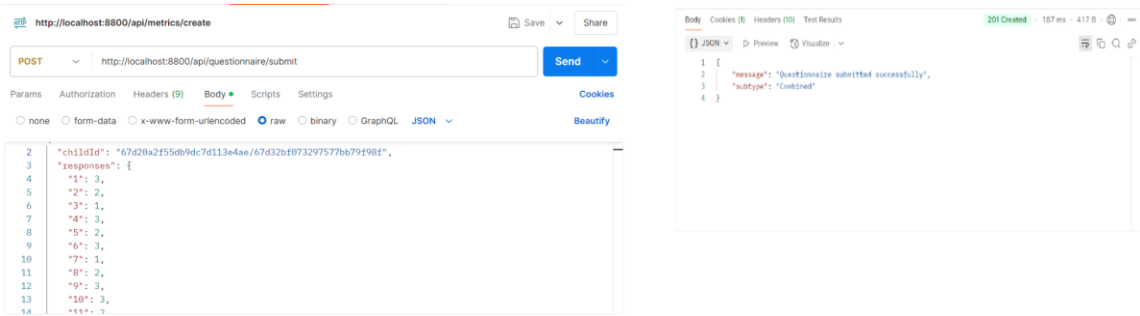 HTTP http://localhost:8800/api/metrics/create Save Share
POST http://localhost:8800/api/questionnaire/submit Send
Params Authorization Headers (9) Body Scripts Settings Cookies
none form-data x-www-form-urlencoded raw binary GraphQL JSON Beautify
2 "childId": "67d20a2f55db9dc7d113e4ae/67d32bf073297577bb79f98f",
3 "responses": {
4 "1": 3,
5 "2": 2,
6 "3": 1,
7 "4": 3,
8 "5": 2,
9 "6": 3,
10 "7": 1,
11 "8": 2,
12 "9": 3,
13 "10": 3,
14 "11": 2
Body Cookies (1) Headers (10) Test Results 201 Created · 187 ms · 417 B
{} JSON Preview Visualize
1 {
2 "message": "Questionnaire submitted successfully",
3 "subtype": "Combined"
4 }